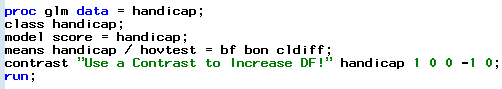 proc glm data = handicap;
class handicap;
model score = handicap;
means handicap / hovtest = bf bon cldiff;
contrast "Use a Contrast to Increase DF!" handicap 1 0 0 -1 0;
run;